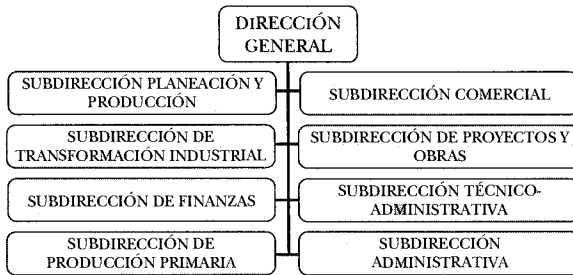 DIRECCIÓN
GENERAL
SUBDIRECCIÓN PLANEACIÓN Y
PRODUCCIÓN
SUBDIRECCIÓN COMERCIAL
SUBDIRECCIÓN DE
TRANSFORMACIÓN INDUSTRIAL
SUBDIRECCIÓN DE PROYECTOS Y
OBRAS
SUBDIRECCIÓN DE FINANZAS
SUBDIRECCIÓN TÉCNICO-
ADMINISTRATIVA
SUBDIRECCIÓN DE
PRODUCCIÓN PRIMARIA
SUBDIRECCIÓN
ADMINISTRATIVA